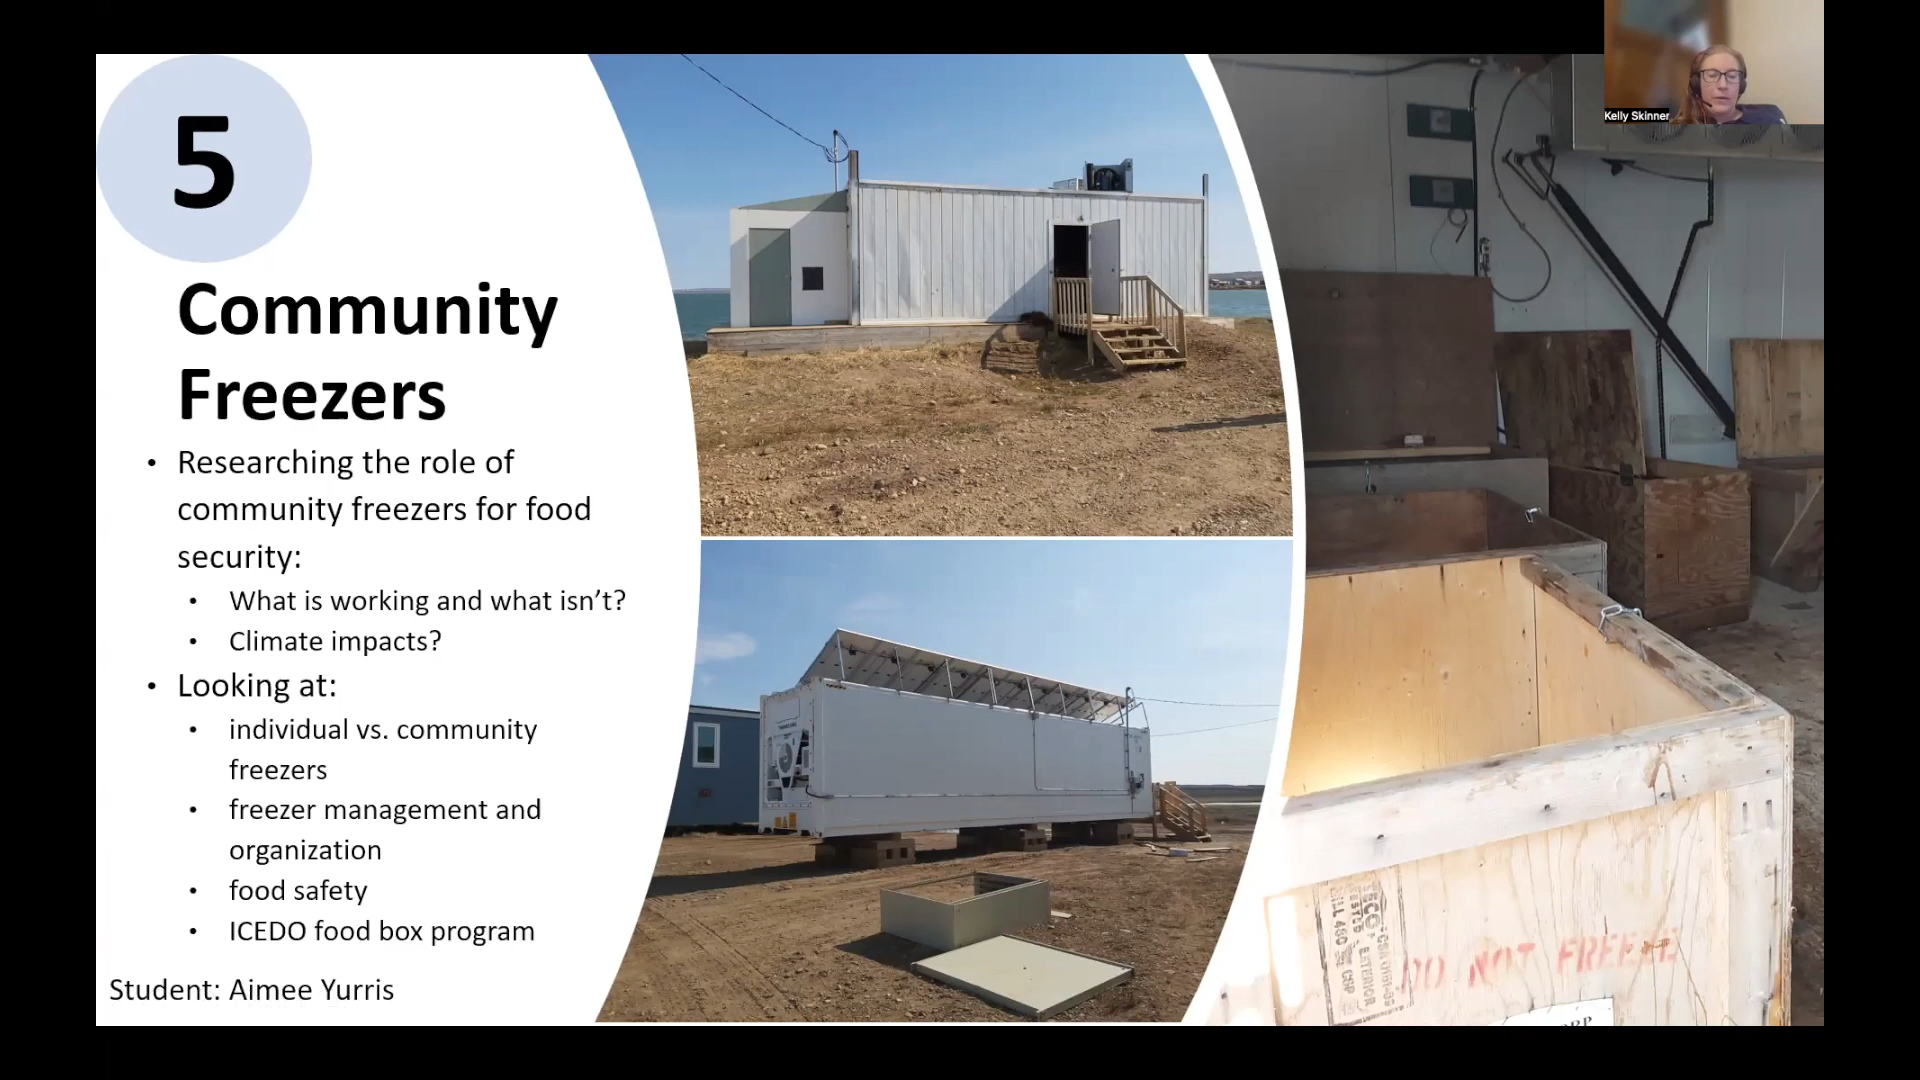 5
Community
Freezers
• Researching the role of
community freezers for food
security:
• What is working and what isn’t?
• Climate impacts?
• Looking at:
• individual vs. community
freezers
• freezer management and
organization
• food safety
• ICEDO food box program
Student: Aimee Yurris
Kelly Skinner
DO NOT FREEZE